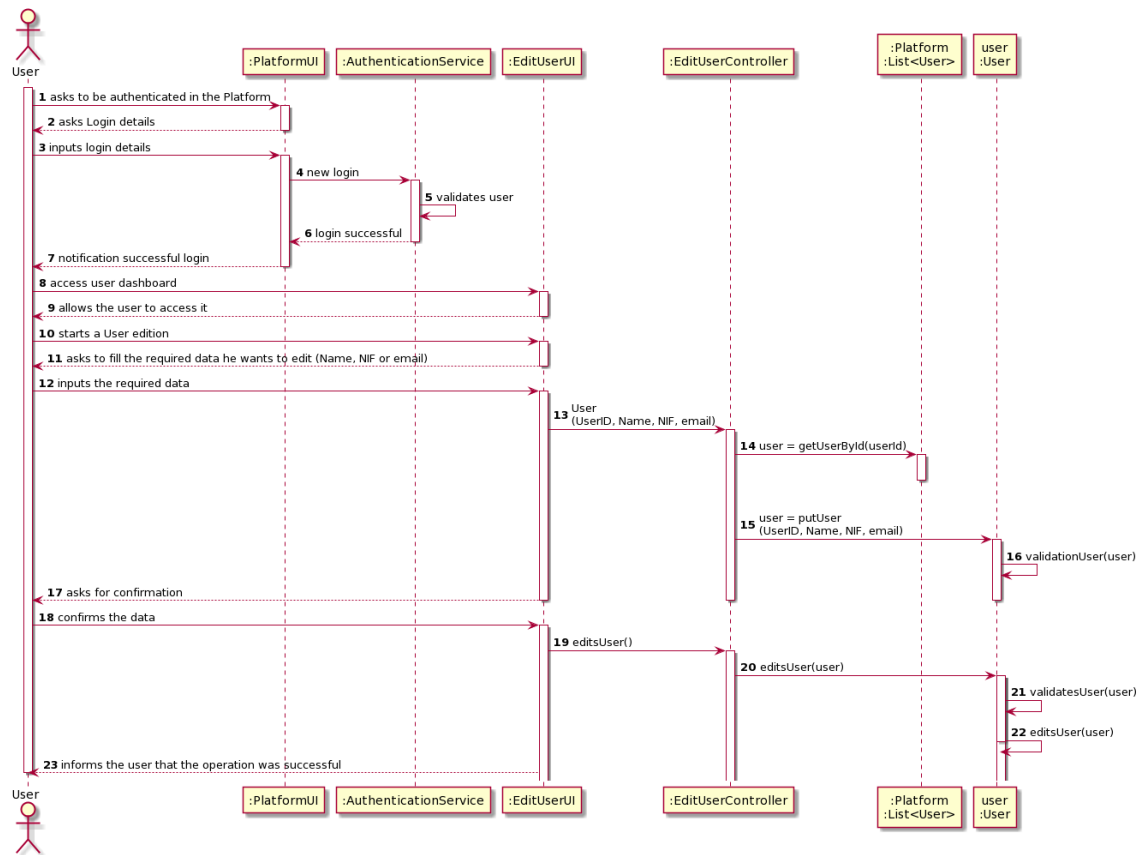 User
:PlatformUI
:AuthenticationService
:EditUserUI
:EditUserController
:Platform
:List<User>
user
:User
1 asks to be authenticated in the Platform
2 asks Login details
3 inputs login details
4 new login
5 validates user
6 login successful
7 notification successful login
8 access user dashboard
9 allows the user to access it
10 starts a User edition
11 asks to fill the required data he wants to edit (Name, NIF or email)
12 inputs the required data
13 User
(UserID, Name, NIF, email)
14 user = getUserById(userId)
15 user = putUser
(UserID, Name, NIF, email)
16 validationUser(user)
17 asks for confirmation
18 confirms the data
19 editsUser()
20 editsUser(user)
21 validatesUser(user)
22 editsUser(user)
23 informs the user that the operation was successful
User
:PlatformUI
:AuthenticationService
:EditUserUI
:EditUserController
:Platform
:List<User>
user
:User